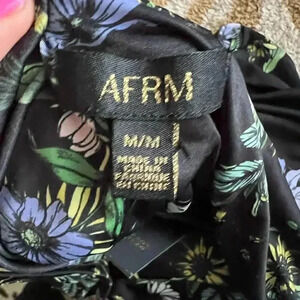 AFRM
M/M
MADE IN
CHINA
FABRIQUÉ
EN CHINE